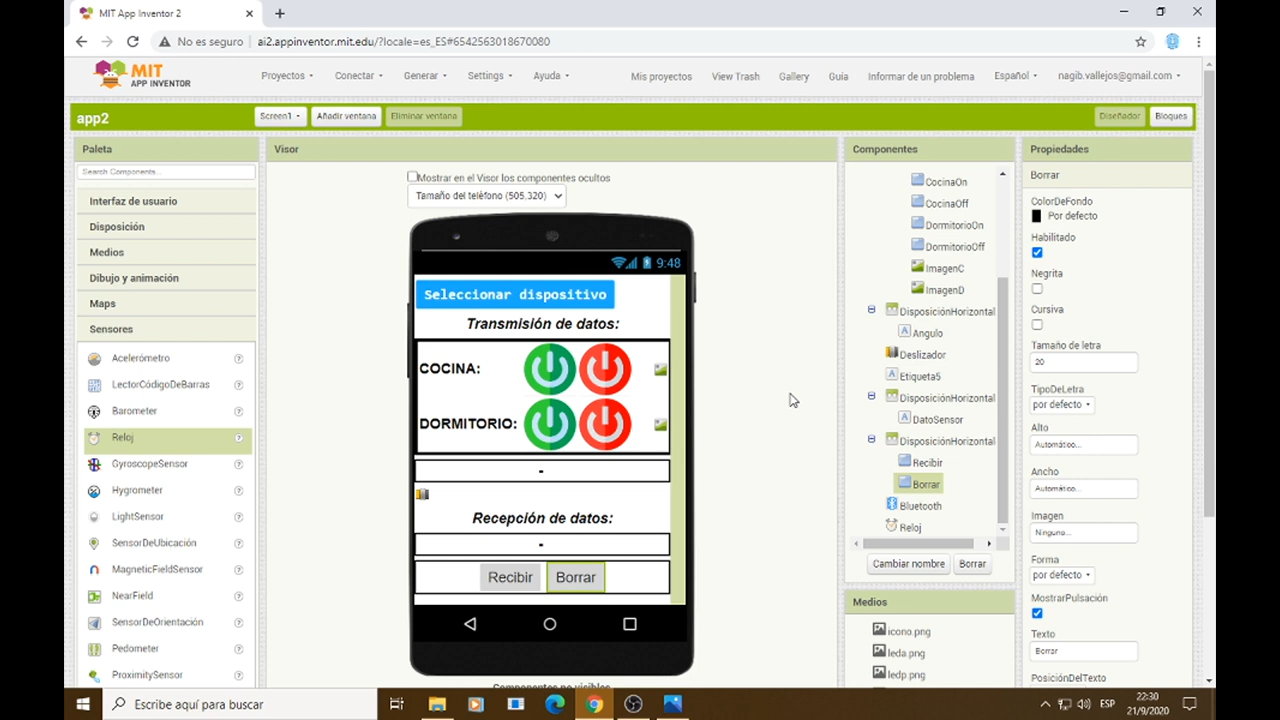 MIT App Inventor 2
No es seguro
ai2.appinventor.mit.edu/?locale=es_ES#6542563018670080
MIT
APP INVENTOR
Proyectos
Conectar
Generar
Settings
Ayuda
Mis proyectos
View Trash
Gallery
Guía
Informar de un problema
Español
nagib.vallejos@gmail.com
app2
Screen1
Añadir ventana
Eliminar ventana
Diseñador
Bloques
Paleta
Search Components...
Interfaz de usuario
Disposición
Medios
Dibujo y animación
Maps
Sensores
Acelerómetro
LectorCódigoDeBarras
Barometer
Reloj
GyroscopeSensor
Hygrometer
LightSensor
SensorDeUbicación
MagneticFieldSensor
NearField
SensorDeOrientación
Pedometer
ProximitySensor
Visor
Mostrar en el Visor los componentes ocultos
Tamaño del teléfono (505,320)
9:48
Seleccionar dispositivo
Transmisión de datos:
COCINA:
DORMITORIO:
-
Recepción de datos:
-
Recibir
Borrar
Componentes no visibles
Componentes
CocinaOn
CocinaOff
DormitorioOn
DormitorioOff
ImagenC
ImagenD
DisposiciónHorizontal
Angulo
Deslizador
Etiqueta5
DisposiciónHorizontal
DatoSensor
DisposiciónHorizontal
Recibir
Borrar
Bluetooth
Reloj
Cambiar nombre
Borrar
Medios
icono.png
leda.png
ledp.png
Propiedades
Borrar
ColorDeFondo
Por defecto
Habilitado
Negrita
Cursiva
Tamaño de letra
20
TipoDeLetra
por defecto
Alto
Automático...
Ancho
Automático...
Imagen
Ninguno...
Forma
por defecto
MostrarPulsación
Texto
Borrar
PosiciónDelTexto
Escribe aquí para buscar
ESP
22:30
21/9/2020